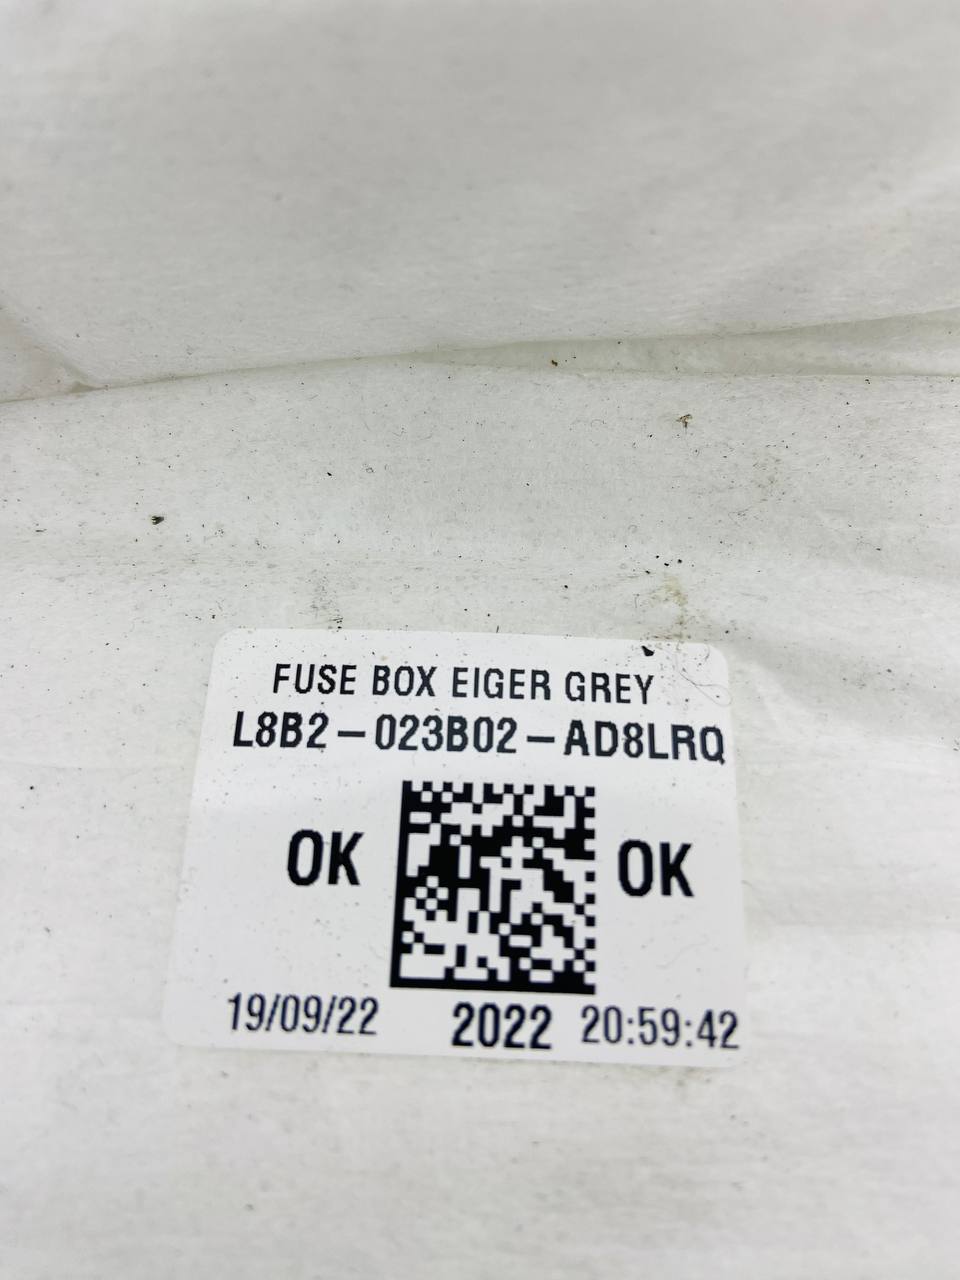 FUSE BOX EIGER GREY
L8B2-023B02-AD8LRQ
OK OK
19/09/22 2022 20:59:42